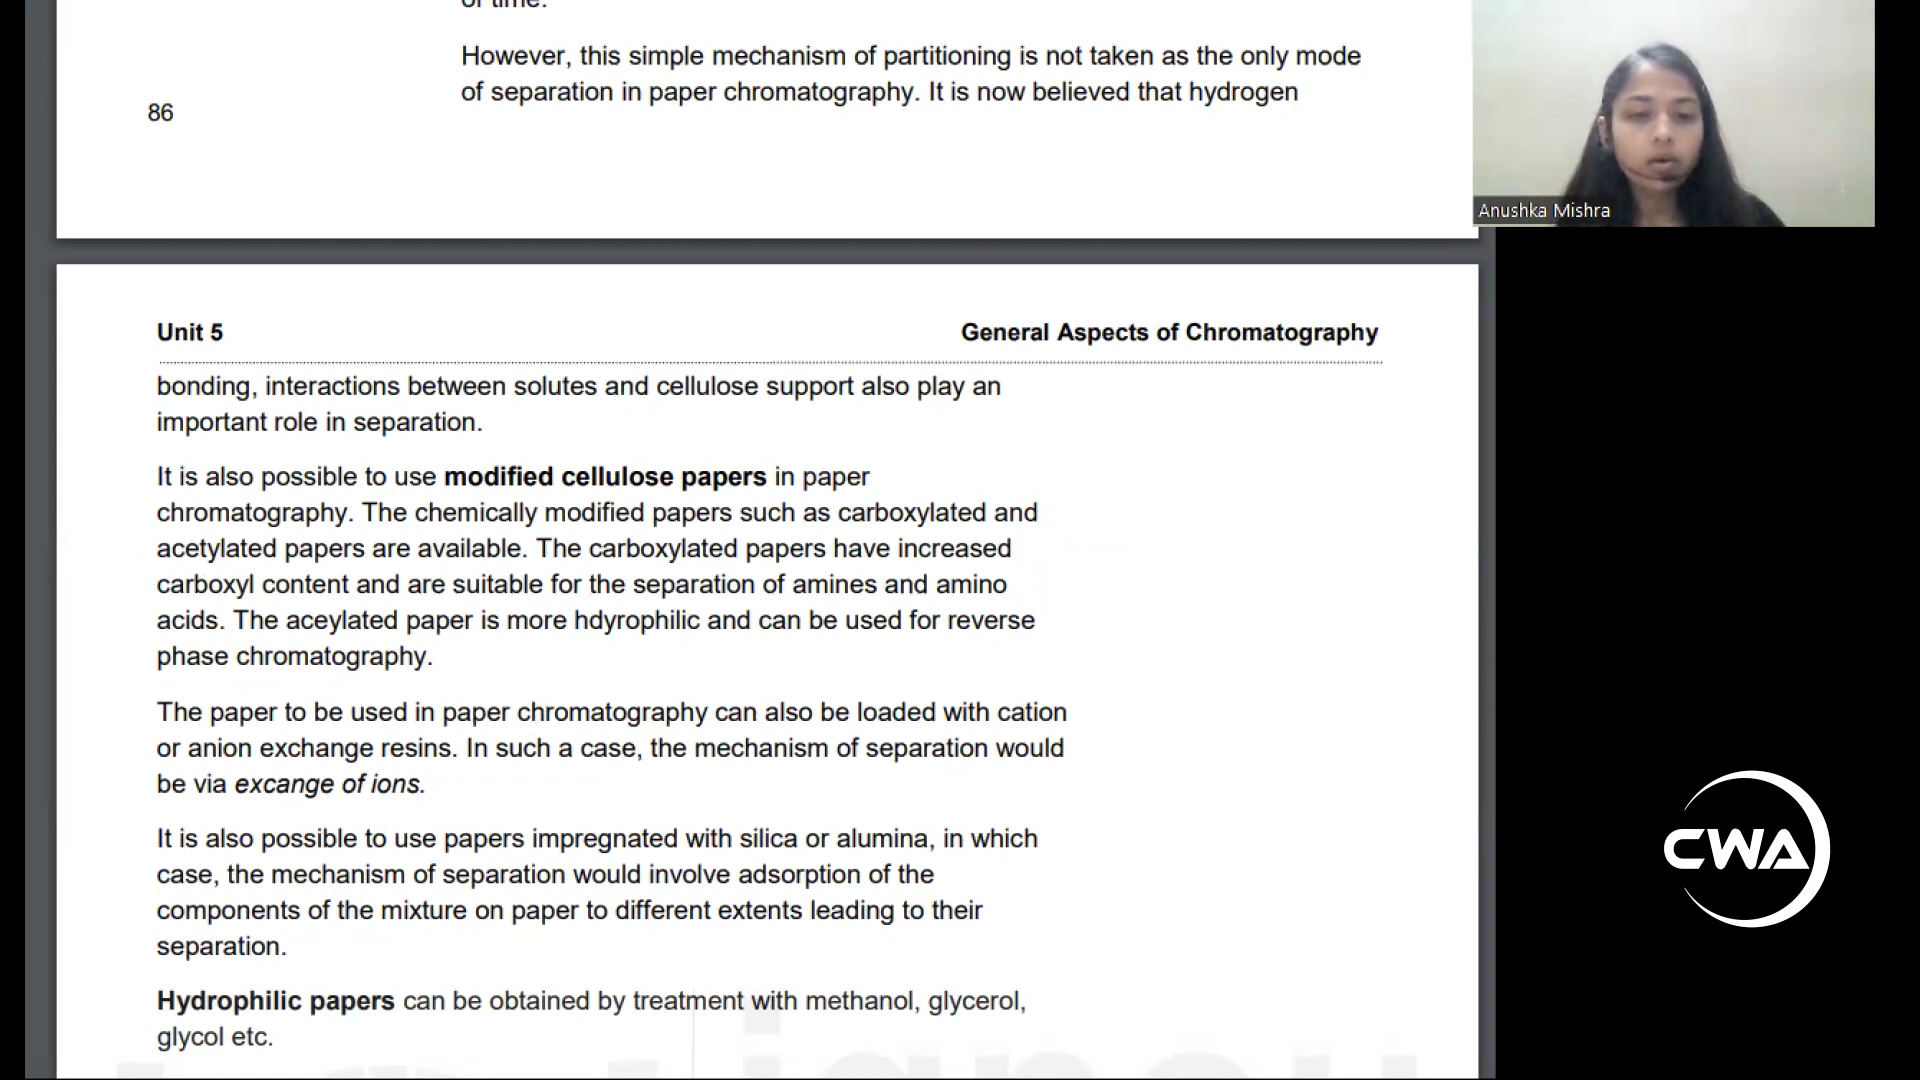 of time.
However, this simple mechanism of partitioning is not taken as the only mode
of separation in paper chromatography. It is now believed that hydrogen
86
Anushka Mishra
Unit 5 General Aspects of Chromatography
bonding, interactions between solutes and cellulose support also play an
important role in separation.
It is also possible to use modified cellulose papers in paper
chromatography. The chemically modified papers such as carboxylated and
acetylated papers are available. The carboxylated papers have increased
carboxyl content and are suitable for the separation of amines and amino
acids. The aceylated paper is more hdyrophilic and can be used for reverse
phase chromatography.
The paper to be used in paper chromatography can also be loaded with cation
or anion exchange resins. In such a case, the mechanism of separation would
be via excange of ions.
It is also possible to use papers impregnated with silica or alumina, in which
case, the mechanism of separation would involve adsorption of the
components of the mixture on paper to different extents leading to their
separation.
Hydrophilic papers can be obtained by treatment with methanol, glycerol,
glycol etc.
CWA